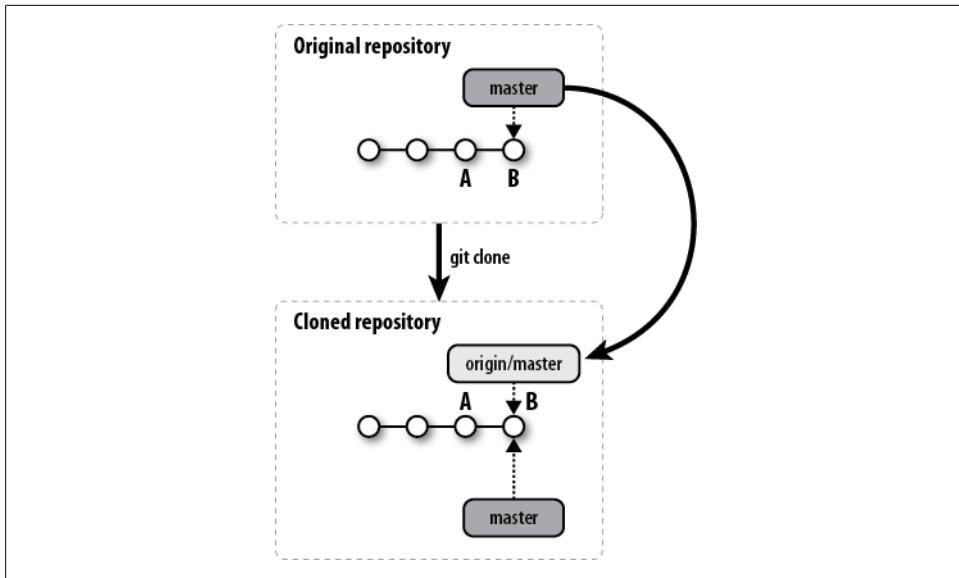 Original repository
master
A B
git clone
Cloned repository
origin/master
A B
master